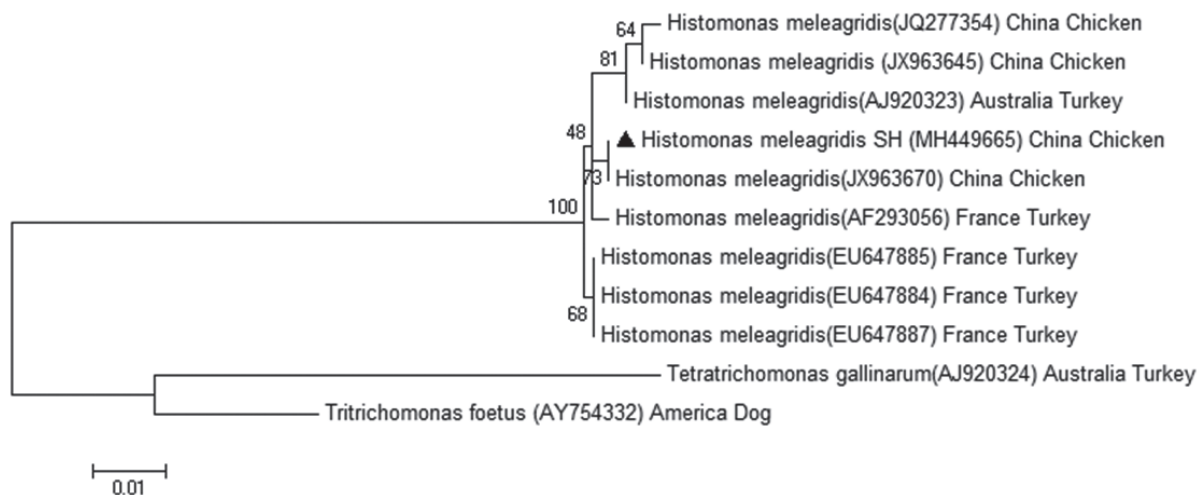 64
Histomonas meleagridis(JQ277354) China Chicken
81
Histomonas meleagridis (JX963645) China Chicken
Histomonas meleagridis(AJ920323) Australia Turkey
48
Histomonas meleagridis SH (MH449665) China Chicken
73
Histomonas meleagridis(JX963670) China Chicken
100
Histomonas meleagridis(AF293056) France Turkey
Histomonas meleagridis(EU647885) France Turkey
Histomonas meleagridis(EU647884) France Turkey
68
Histomonas meleagridis(EU647887) France Turkey
Tetratrichomonas gallinarum(AJ920324) Australia Turkey
Tritrichomonas foetus (AY754332) America Dog
0.01